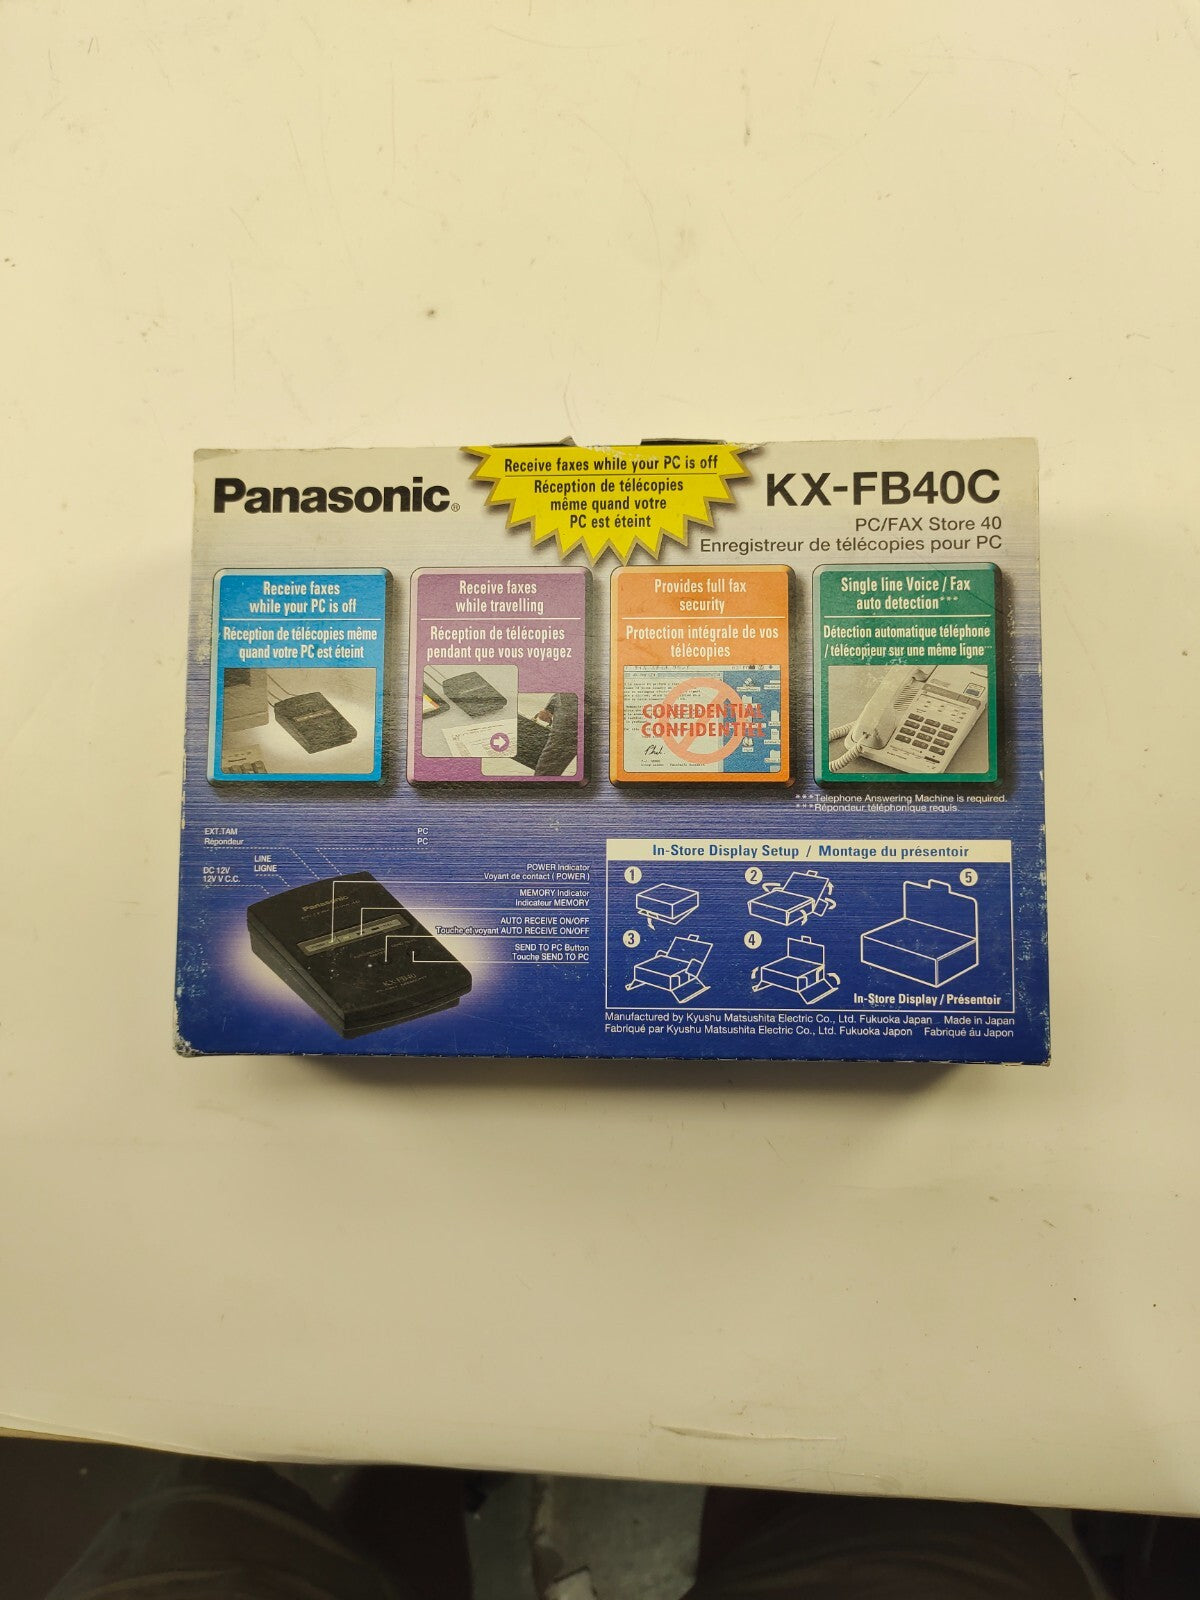 Panasonic®
Receive faxes while your PC is off
Réception de télécopies
même quand votre
PC est éteint
KX-FB40C
PC/FAX Store 40
Enregistreur de télécopies pour PC
Receive faxes
while your PC is off
Réception de télécopies même
quand votre PC est éteint
Receive faxes
while travelling
Réception de télécopies
pendant que vous voyagez
Provides full fax
security
Protection intégrale de vos
télécopies
CONFIDENTIAL
CONFIDENTIEL
Single line Voice / Fax
auto detection***
Détection automatique téléphone
/ télécopieur sur une même ligne***
***Telephone Answering Machine is required.
***Répondeur téléphonique requis.
EXT.TAM
Répondeur
PC
PC
LINE
LIGNE
DC 12V
12V V C.C.
POWER Indicator
Voyant de contact ( POWER )
MEMORY Indicator
Indicateur MEMORY
AUTO RECEIVE ON/OFF
Touche et voyant AUTO RECEIVE ON/OFF
SEND TO PC Button
Touche SEND TO PC
Panasonic
KX-FB40
In-Store Display Setup / Montage du présentoir
1
2
3
4
5
In-Store Display / Présentoir
Manufactured by Kyushu Matsushita Electric Co., Ltd. Fukuoka Japan Made in Japan
Fabriqué par Kyushu Matsushita Electric Co., Ltd. Fukuoka Japon Fabriqué áu Japon